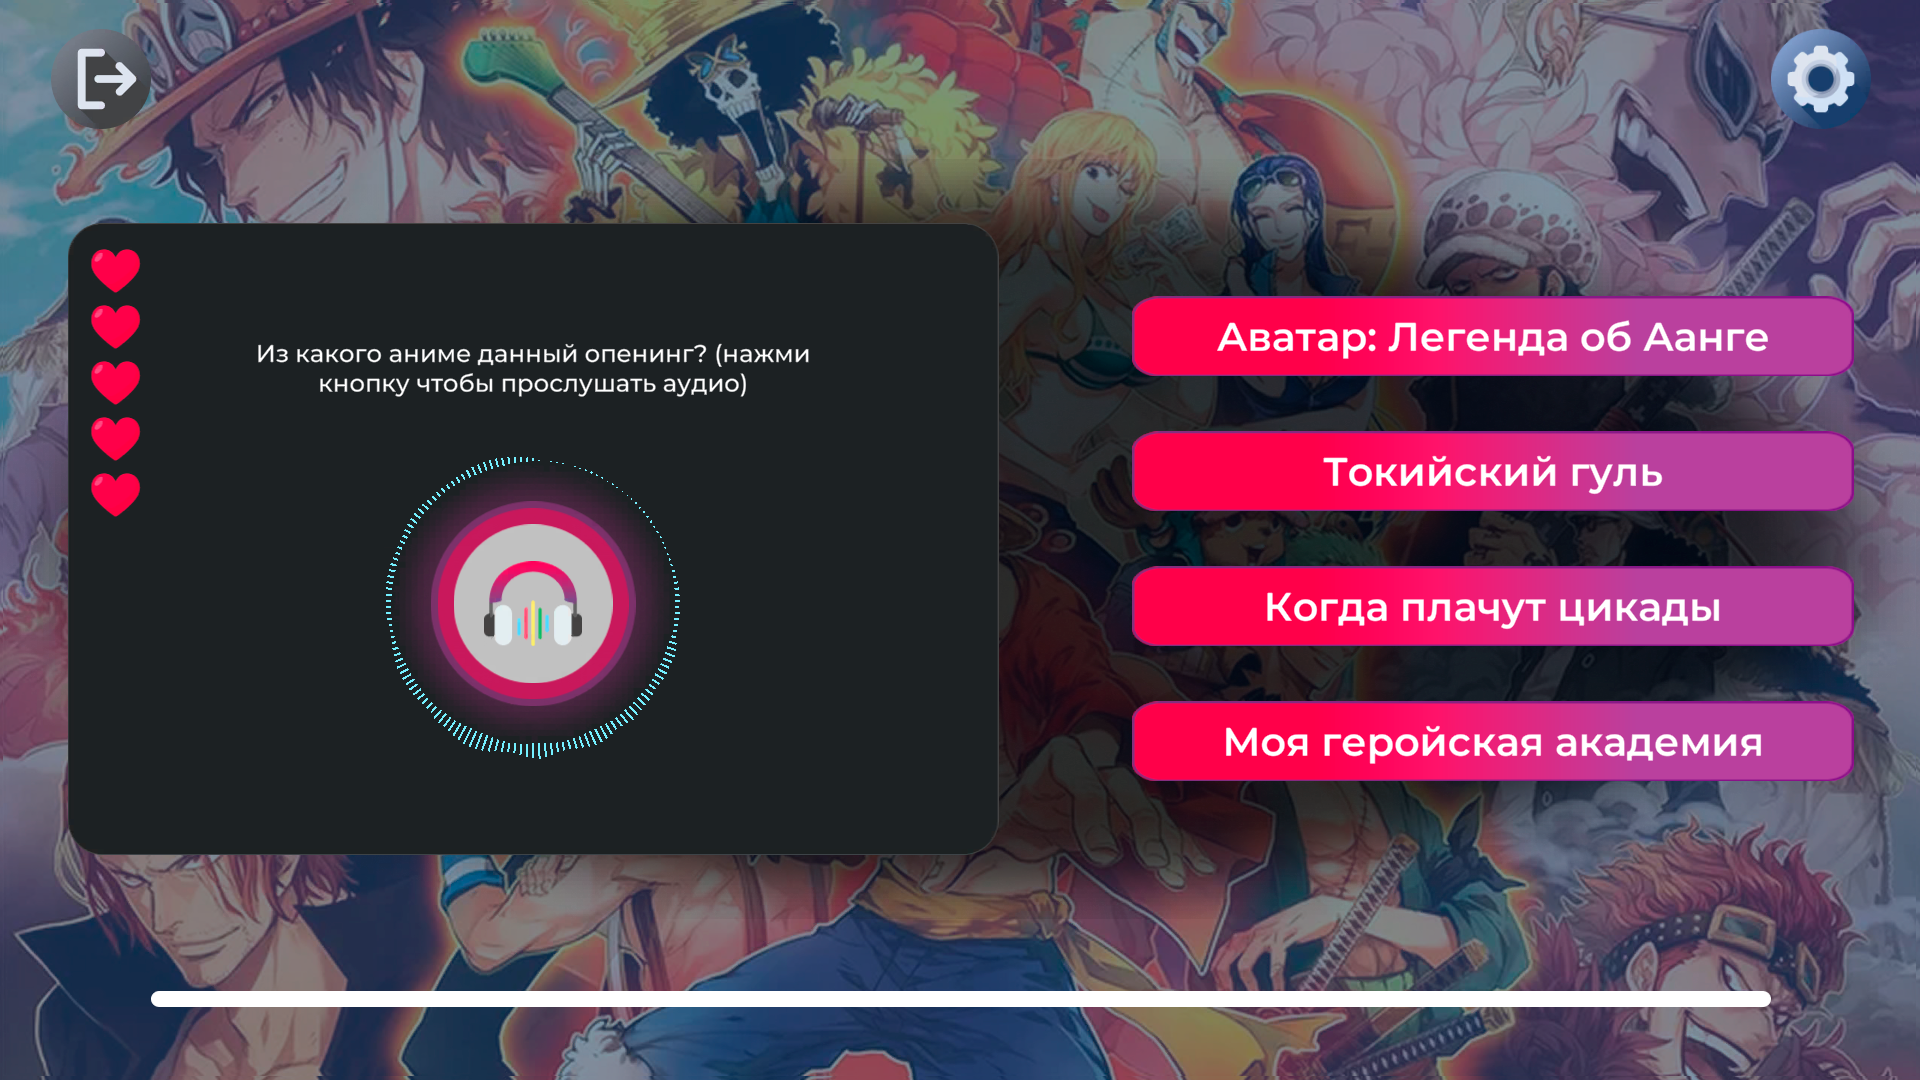 Из какого аниме данный опенинг? (нажми
кнопку чтобы прослушать аудио)
Аватар: Легенда об Аанге
Токийский гуль
Когда плачут цикады
Моя геройская академия